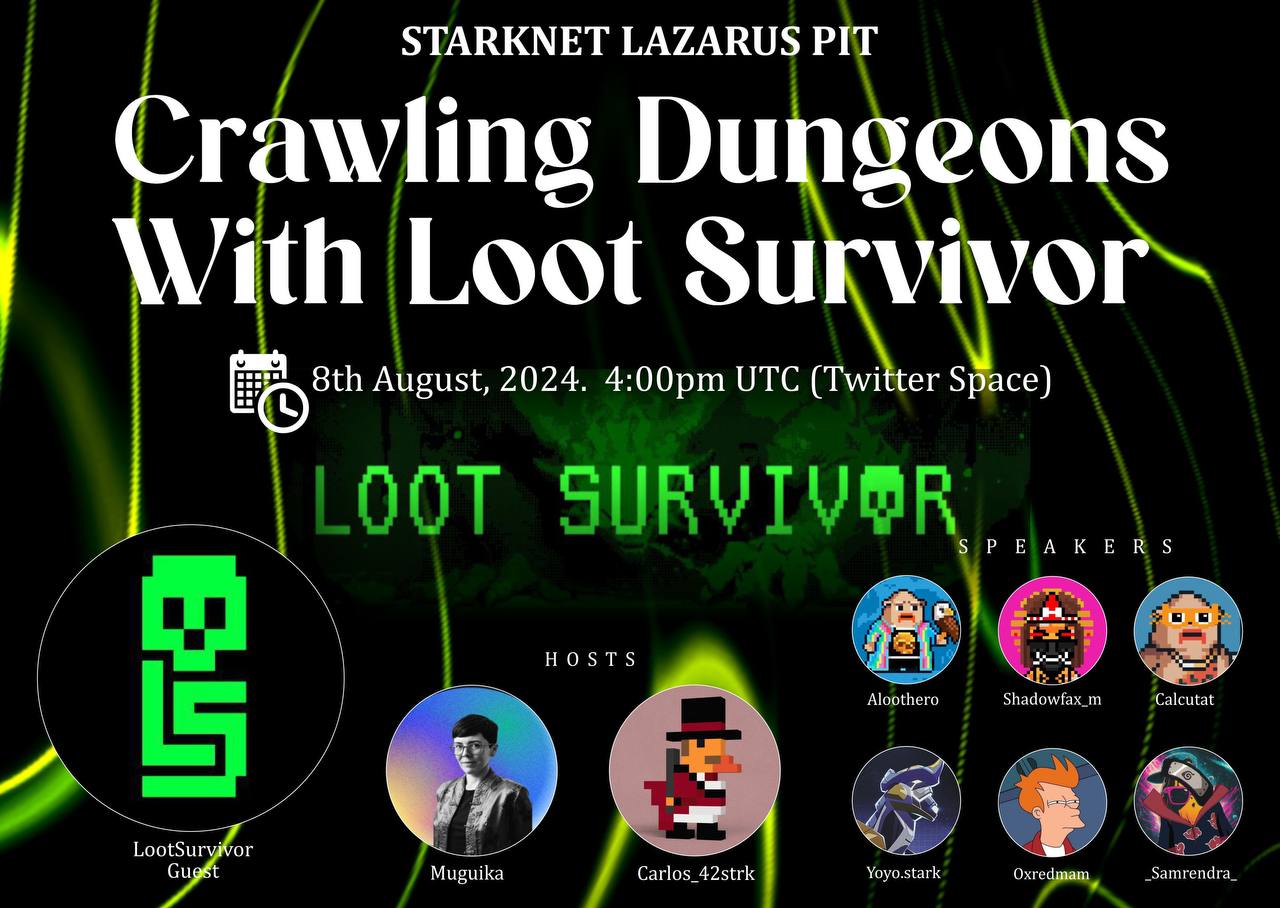 STARKNET LAZARUS PIT
Crawling Dungeons
With Loot Survivor
8th August, 2024.  4:00pm UTC (Twitter Space)
LOOT SURVIVOR
SPEAKERS
Aloothero
Shadowfax_m
Calcutat
HOSTS
LootSurvivor
Guest
Muguika
Carlos_42strk
Yoyo.stark
Oxredmam
_Samrendra_